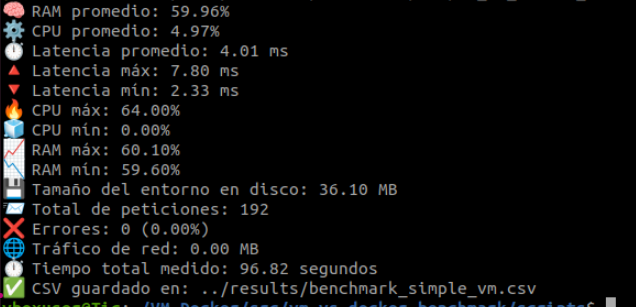 🧠 RAM promedio: 59.96%
⚙️ CPU promedio: 4.97%
⏱️ Latencia promedio: 4.01 ms
🔺 Latencia máx: 7.80 ms
🔻 Latencia mín: 2.33 ms
🔥 CPU máx: 64.00%
🧊 CPU mín: 0.00%
📈 RAM máx: 60.10%
📉 RAM mín: 59.60%
💾 Tamaño del entorno en disco: 36.10 MB
📨 Total de peticiones: 192
❌ Errores: 0 (0.00%)
🌐 Tráfico de red: 0.00 MB
⏱️ Tiempo total medido: 96.82 segundos
✅ CSV guardado en: ../results/benchmark_simple_vm.csv